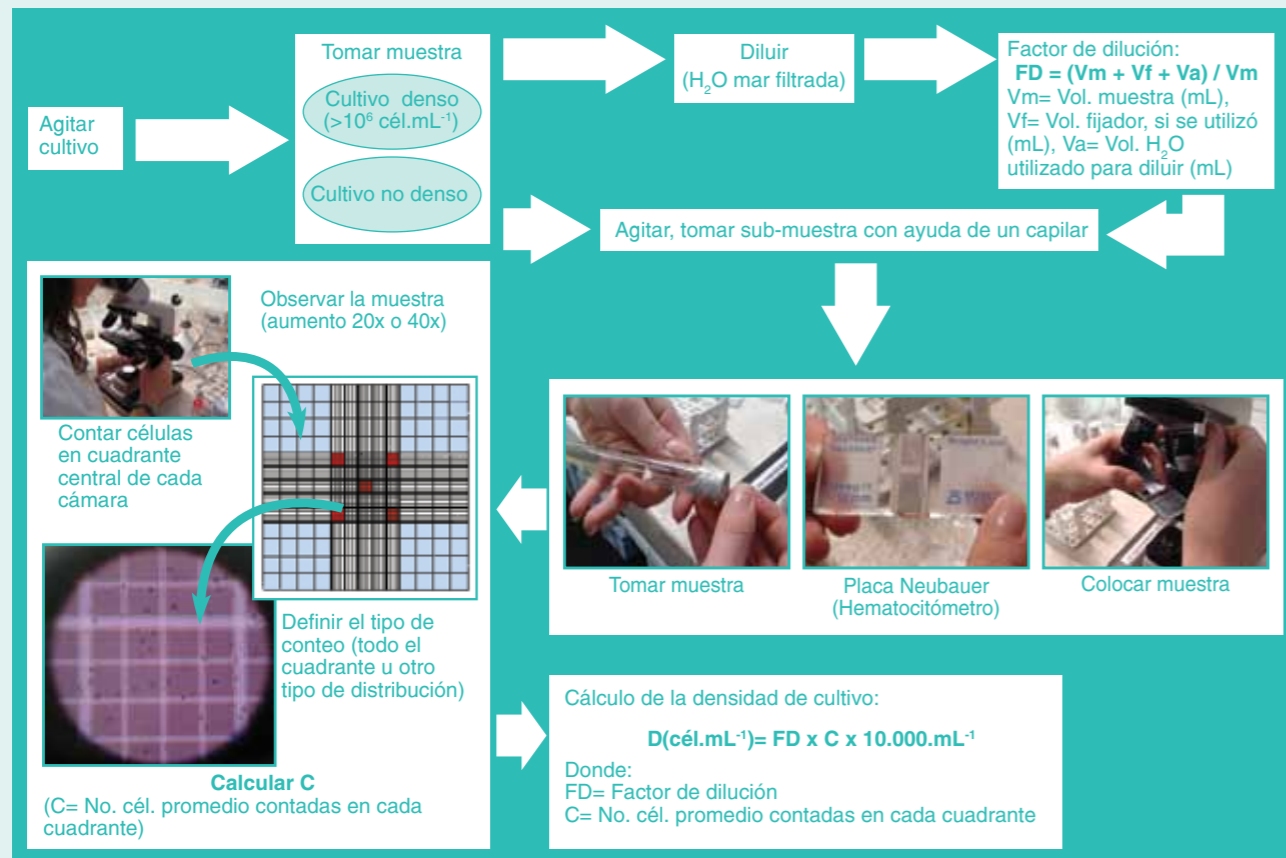 Agitar
cultivo
Tomar muestra
Cultivo denso
(>10⁶ cél.mL⁻¹)
Cultivo no denso
Diluir
(H₂O mar filtrada)
Factor de dilución:
FD = (Vm + Vf + Va) / Vm
Vm= Vol. muestra (mL),
Vf= Vol. fijador, si se utilizó
(mL), Va= Vol. H₂O
utilizado para diluir (mL)
Agitar, tomar sub-muestra con ayuda de un capilar
Tomar muestra
Placa Neubauer
(Hematocitómetro)
Colocar muestra
Observar la muestra
(aumento 20x o 40x)
Contar células
en cuadrante
central de cada
cámara
Definir el tipo de
conteo (todo el
cuadrante u otro
tipo de distribución)
Calcular C
(C= No. cél. promedio contadas en cada
cuadrante)
Cálculo de la densidad de cultivo:
D(cél.mL⁻¹)= FD x C x 10.000.mL⁻¹
Donde:
FD= Factor de dilución
C= No. cél. promedio contadas en cada cuadrante